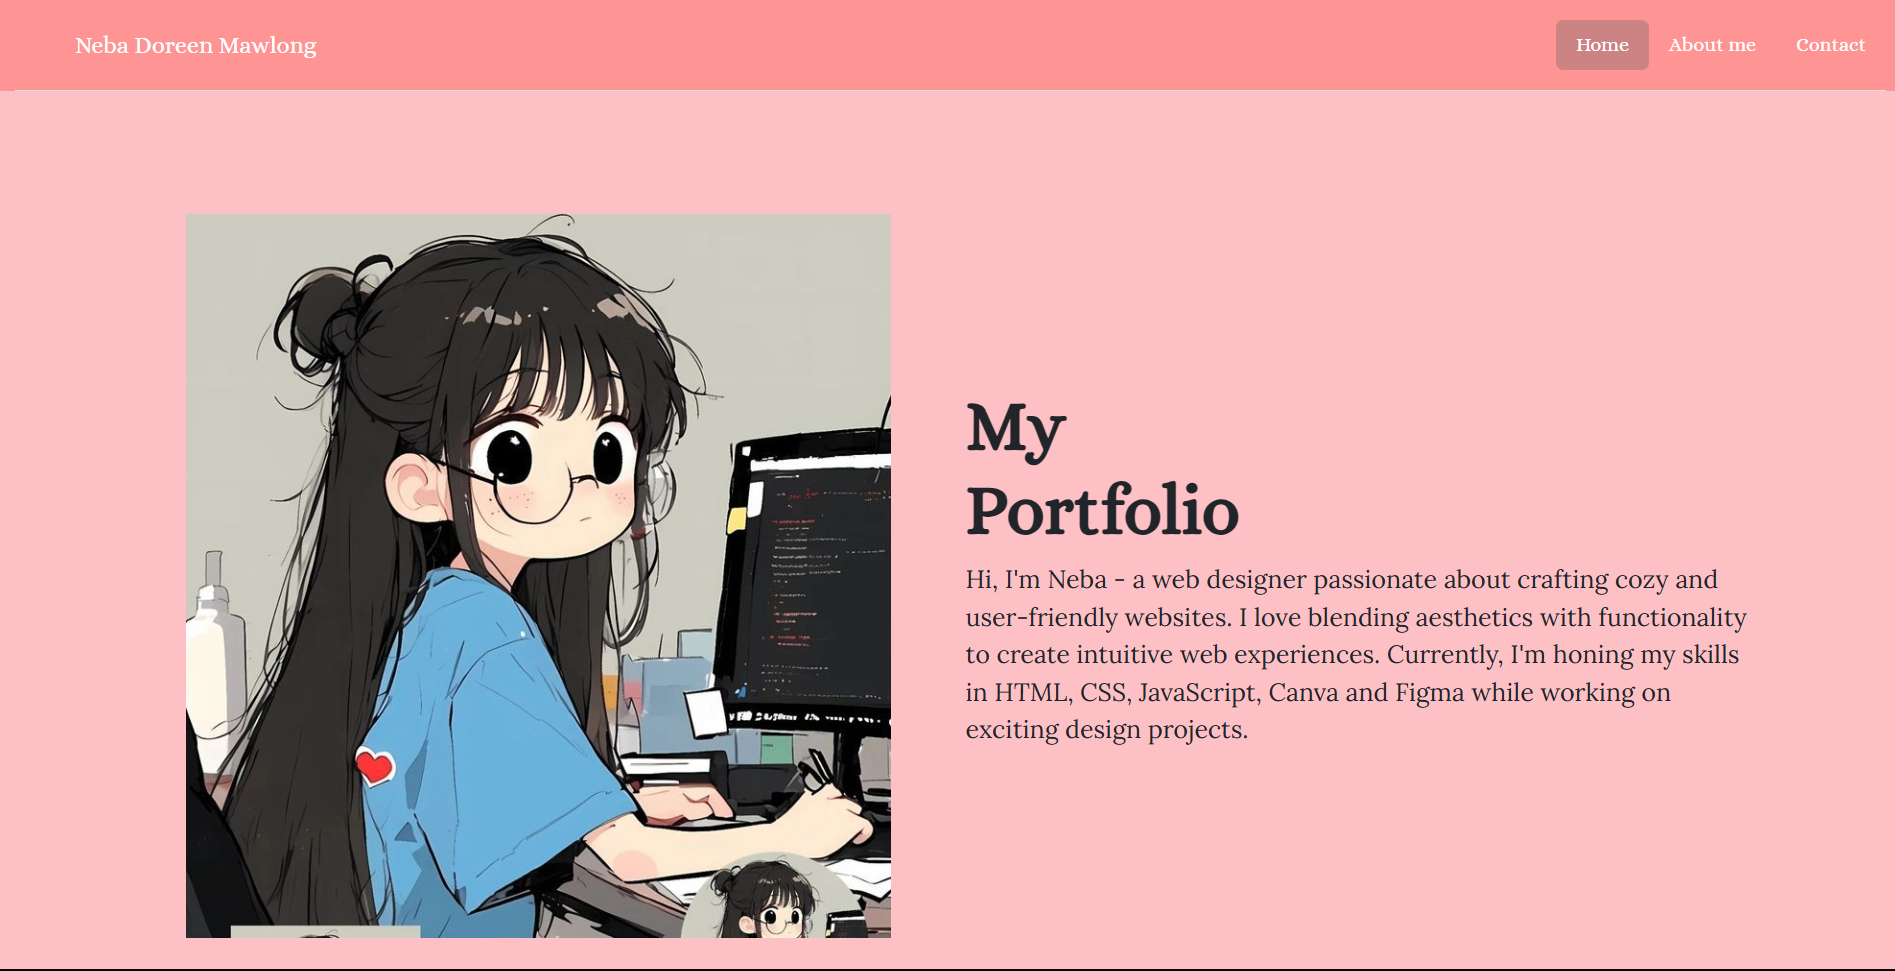 Neba Doreen Mawlong
Home
About me
Contact
My
Portfolio
Hi, I'm Neba - a web designer passionate about crafting cozy and
user-friendly websites. I love blending aesthetics with functionality
to create intuitive web experiences. Currently, I'm honing my skills
in HTML, CSS, JavaScript, Canva and Figma while working on
exciting design projects.